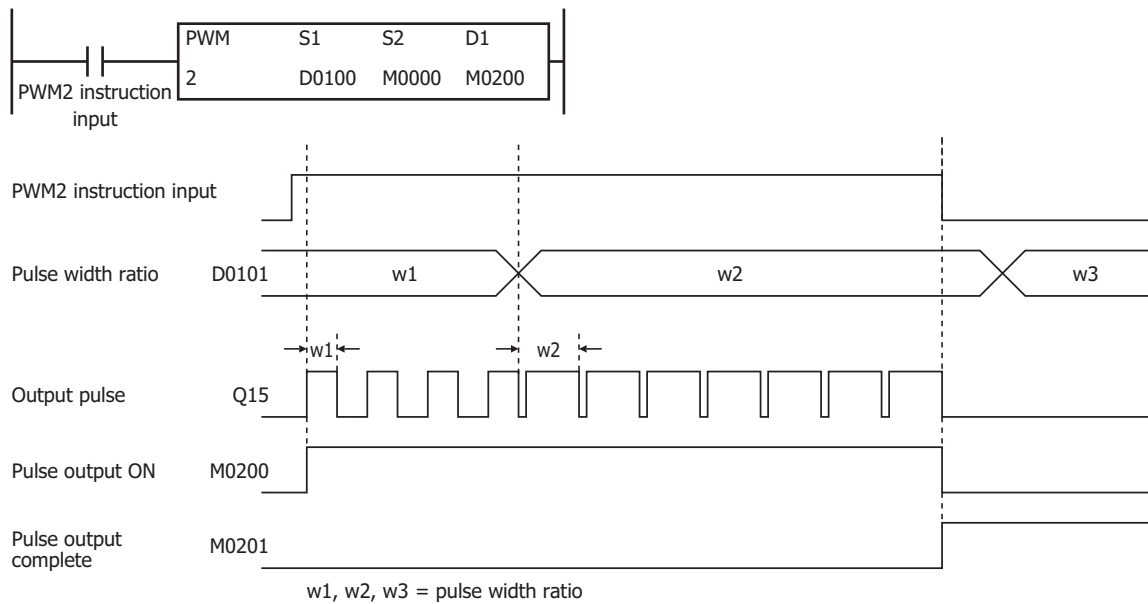 PWM S1 S2 D1
2 D0100 M0000 M0200
PWM2 instruction
input
PWM2 instruction input
Pulse width ratio D0101 w1 w2 w3
w1 w2
Output pulse Q15
Pulse output ON M0200
Pulse output
complete M0201
w1, w2, w3 = pulse width ratio